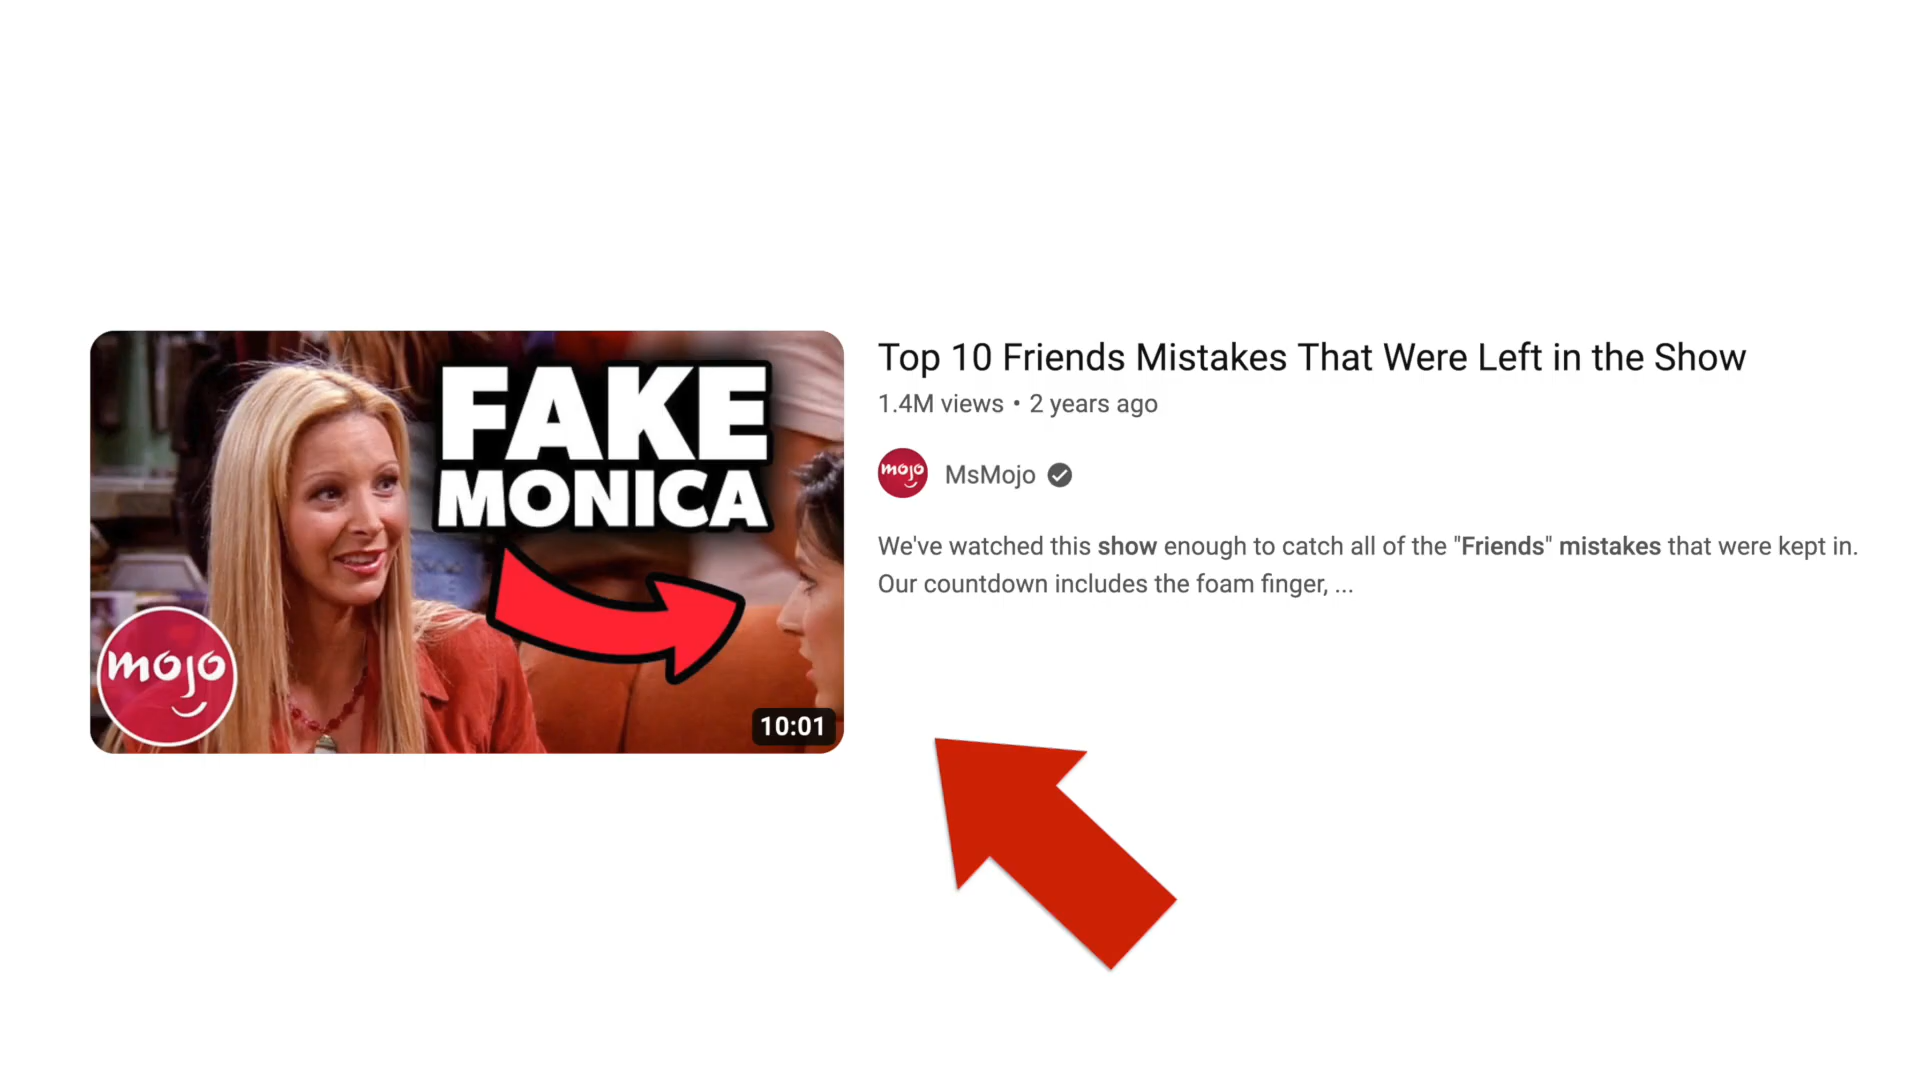 FAKE
MONICA
mojo
10:01
Top 10 Friends Mistakes That Were Left in the Show
1.4M views • 2 years ago
mojo
MsMojo
We've watched this show enough to catch all of the "Friends" mistakes that were kept in.
Our countdown includes the foam finger, ...